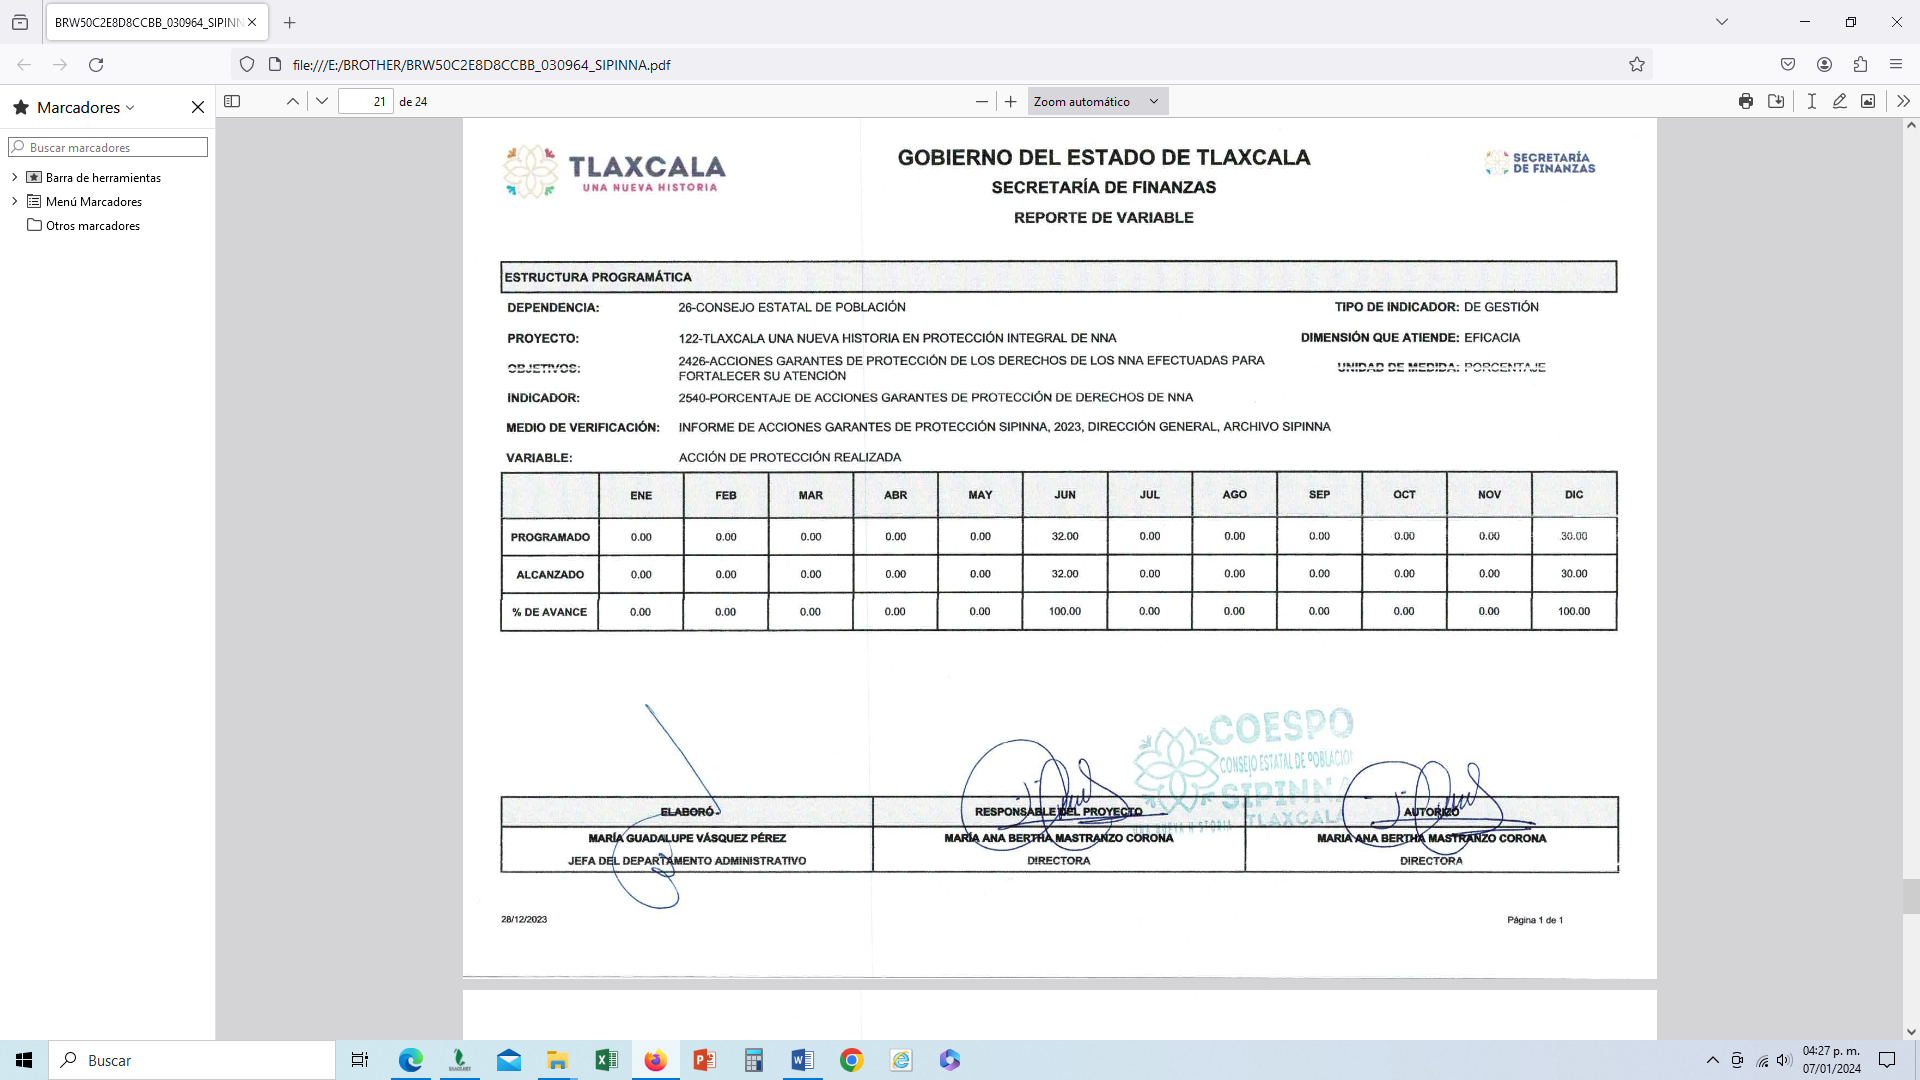 BRW50C2E8D8CCBB_030964_SIPINN
file:///E:/BROTHER/BRW50C2E8D8CCBB_030964_SIPINNA.pdf
Marcadores
21 de 24
Zoom automático
Buscar marcadores
Barra de herramientas
Menú Marcadores
Otros marcadores
TLAXCALA
UNA NUEVA HISTORIA
GOBIERNO DEL ESTADO DE TLAXCALA
SECRETARÍA DE FINANZAS
REPORTE DE VARIABLE
SECRETARÍA
DE FINANZAS
ESTRUCTURA PROGRAMÁTICA
DEPENDENCIA: 26-CONSEJO ESTATAL DE POBLACIÓN TIPO DE INDICADOR: DE GESTIÓN
PROYECTO: 122-TLAXCALA UNA NUEVA HISTORIA EN PROTECCIÓN INTEGRAL DE NNA DIMENSIÓN QUE ATIENDE: EFICACIA
OBJETIVOS: 2426-ACCIONES GARANTES DE PROTECCIÓN DE LOS DERECHOS DE LOS NNA EFECTUADAS PARA FORTALECER SU ATENCIÓN UNIDAD DE MEDIDA: PORCENTAJE
INDICADOR: 2540-PORCENTAJE DE ACCIONES GARANTES DE PROTECCIÓN DE DERECHOS DE NNA
MEDIO DE VERIFICACIÓN: INFORME DE ACCIONES GARANTES DE PROTECCIÓN SIPINNA, 2023, DIRECCIÓN GENERAL, ARCHIVO SIPINNA
VARIABLE: ACCIÓN DE PROTECCIÓN REALIZADA
ENE FEB MAR ABR MAY JUN JUL AGO SEP OCT NOV DIC
PROGRAMADO 0.00 0.00 0.00 0.00 0.00 32.00 0.00 0.00 0.00 0.00 0.00 30.00
ALCANZADO 0.00 0.00 0.00 0.00 0.00 32.00 0.00 0.00 0.00 0.00 0.00 30.00
% DE AVANCE 0.00 0.00 0.00 0.00 0.00 100.00 0.00 0.00 0.00 0.00 0.00 100.00
COESPO
CONSEJO ESTATAL DE POBLACION
SIPINNA
TLAXCALA
UNA NUEVA HISTORIA
ELABORÓ RESPONSABLE DEL PROYECTO AUTORIZÓ
MARÍA GUADALUPE VÁSQUEZ PÉREZ MARÍA ANA BERTHA MASTRANZO CORONA MARIA ANA BERTHA MASTRANZO CORONA
JEFA DEL DEPARTAMENTO ADMINISTRATIVO DIRECTORA DIRECTORA
28/12/2023 Página 1 de 1
Buscar
04:27 p. m.
07/01/2024